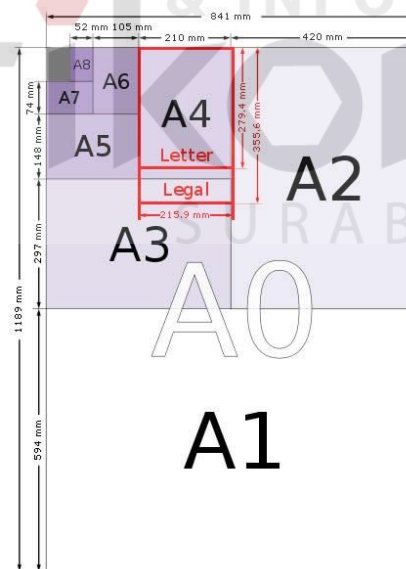 & INFO
841 mm
52 mm 105 mm 210 mm 420 mm
A8
A7
A6
A5
A4
Letter
Legal
215.9 mm
279.4 mm
355.6 mm
A2
SURAB
A3
A0
A1
74 mm
148 mm
297 mm
594 mm
1189 mm